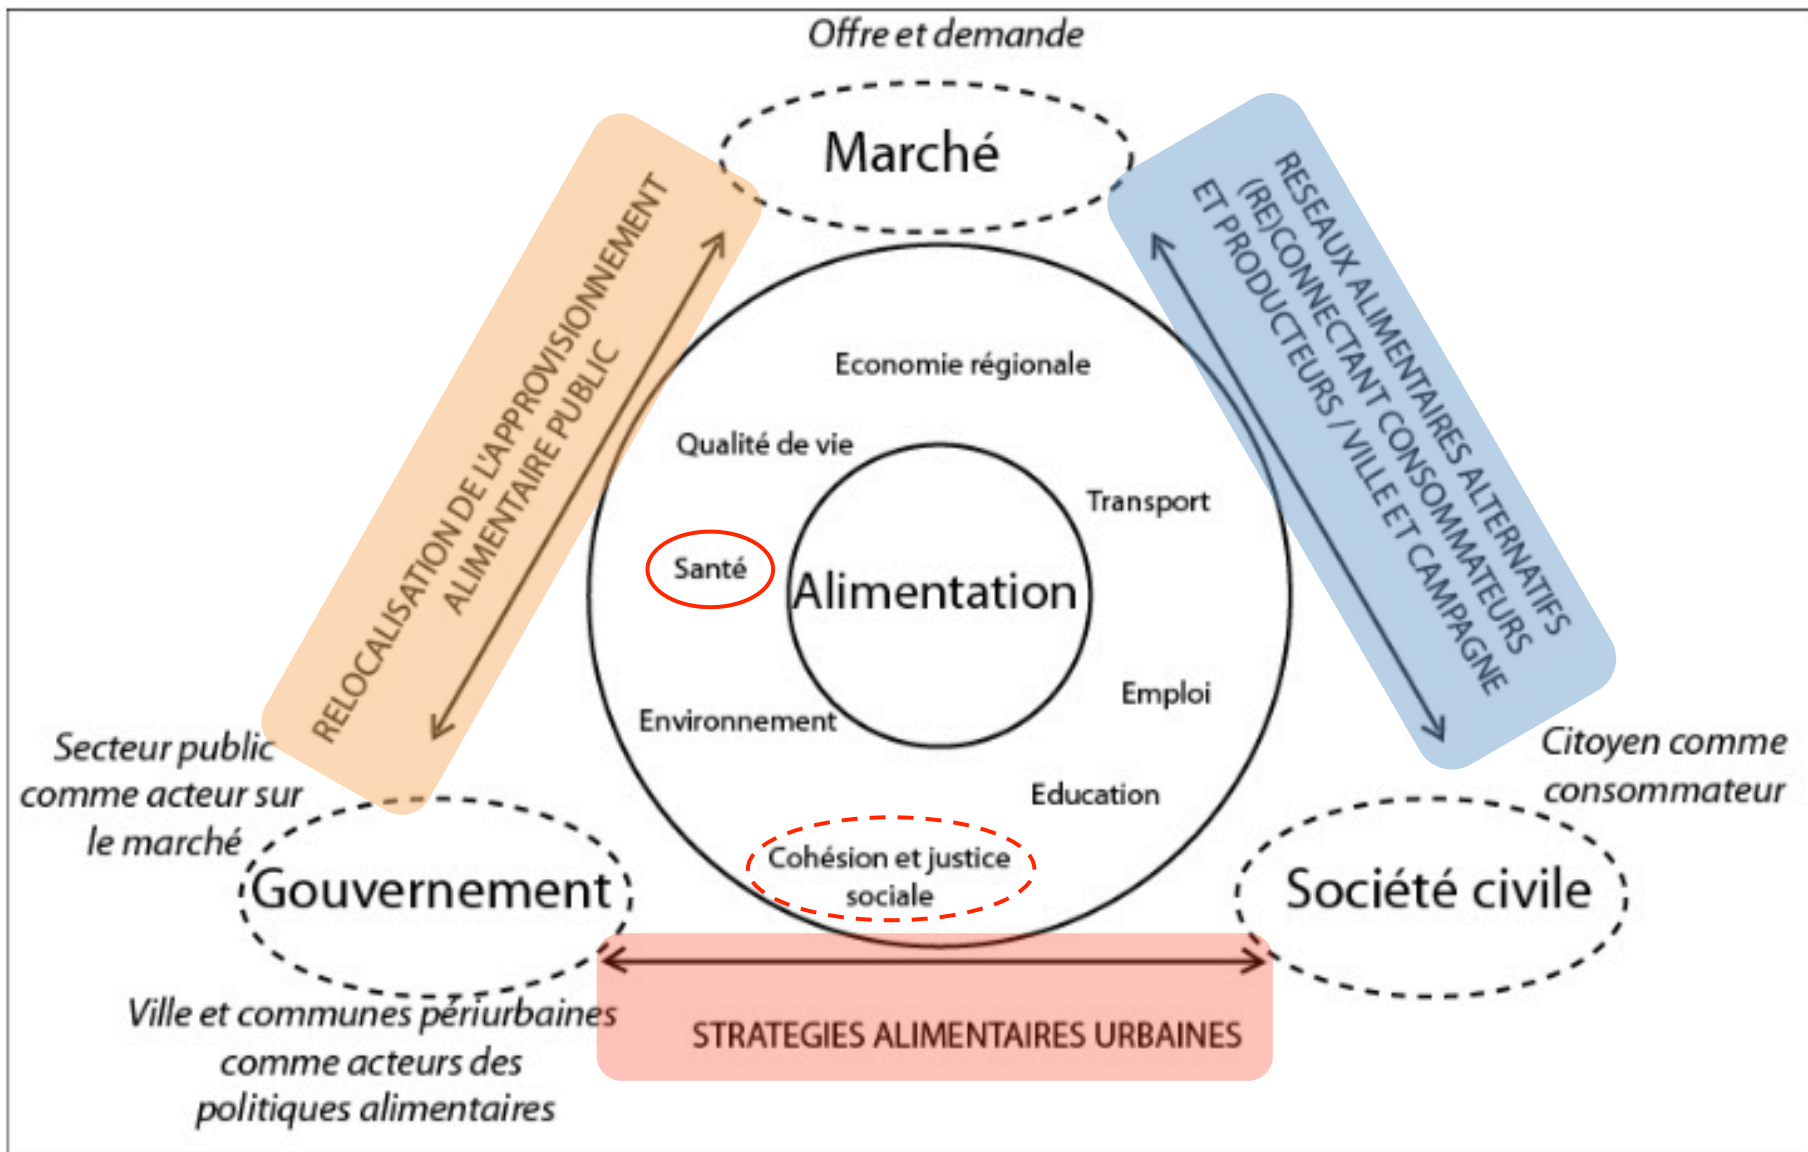 Offre et demande
Marché
RELOCALISATION DE L'APPROVISIONNEMENT
ALIMENTAIRE PUBLIC
RESEAUX ALIMENTAIRES ALTERNATIFS
(RE)CONNECTANT CONSOMMATEURS
ET PRODUCTEURS / VILLE ET CAMPAGNE
Economie régionale
Qualité de vie
Transport
Santé
Alimentation
Emploi
Environnement
Education
Cohésion et justice
sociale
Secteur public
comme acteur sur
le marché
Gouvernement
Ville et communes périurbaines
comme acteurs des
politiques alimentaires
Citoyen comme
consommateur
Société civile
STRATEGIES ALIMENTAIRES URBAINES